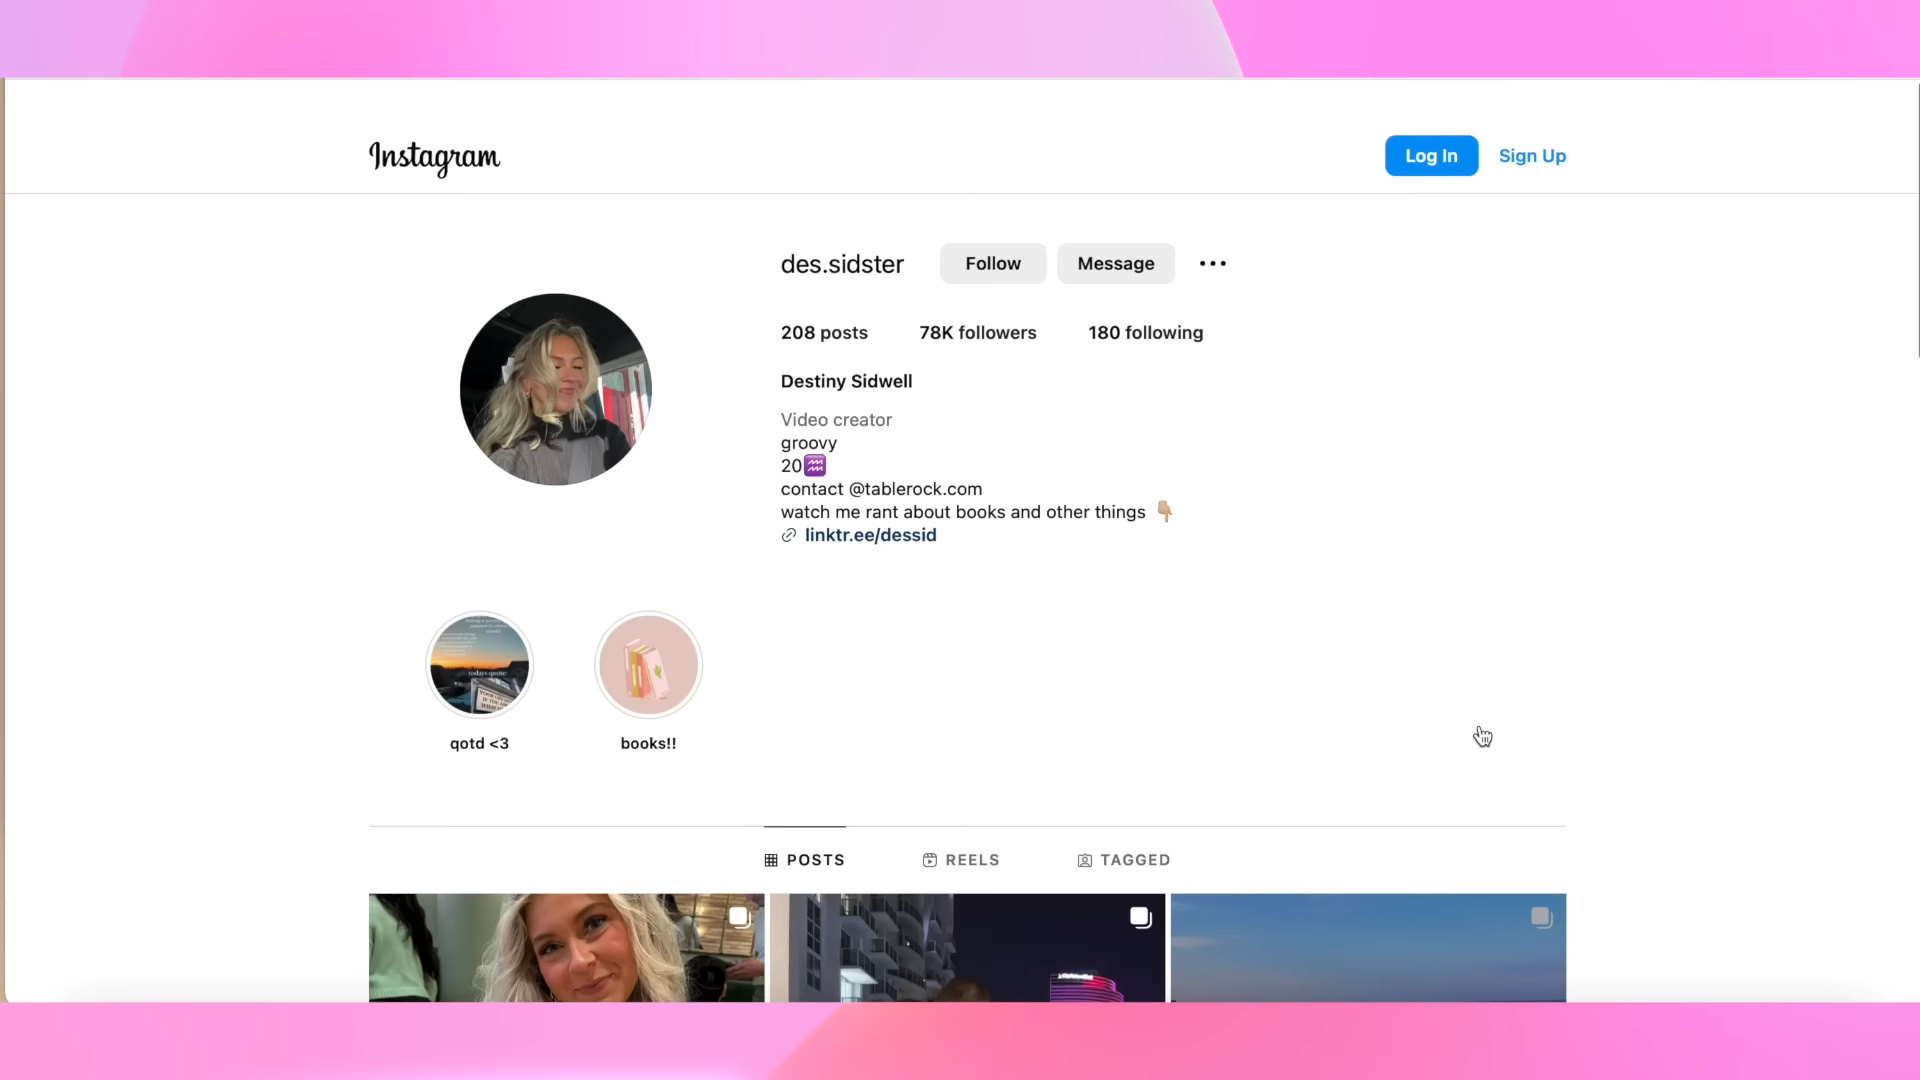 Instagram
Log In
Sign Up
des.sidster
Follow
Message
208 posts
78K followers
180 following
Destiny Sidwell
Video creator
groovy
20♒
contact @tablerock.com
watch me rant about books and other things 👇🏼
linktr.ee/dessid
todays quote:
qotd <3
books!!
POSTS
REELS
TAGGED